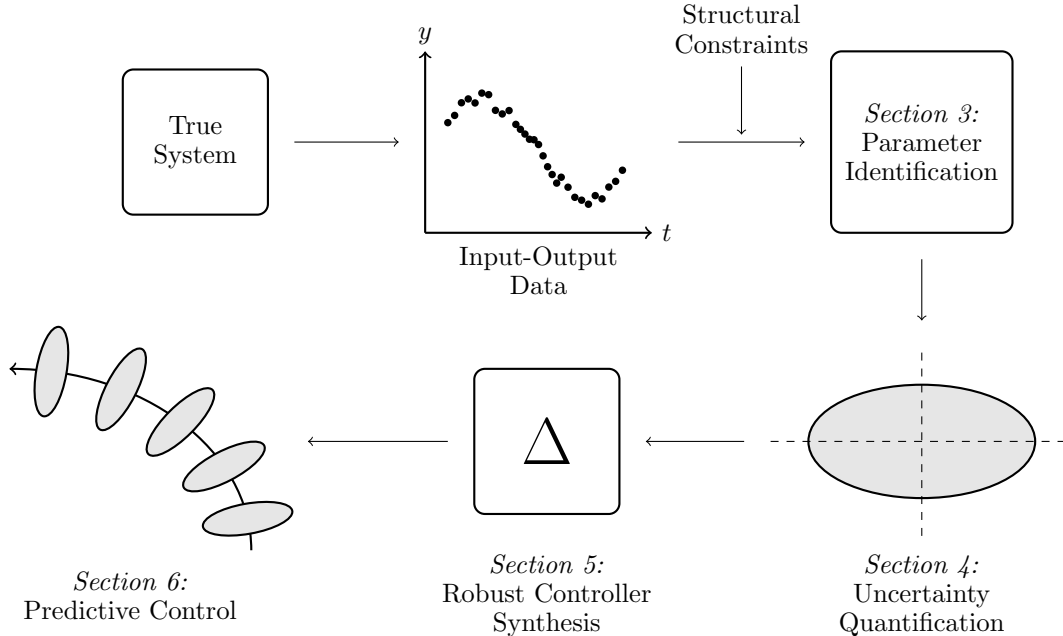 Structural
Constraints
True
System
y
t
Input-Output
Data
Section 3:
Parameter
Identification
Δ
Section 6:
Predictive Control
Section 5:
Robust Controller
Synthesis
Section 4:
Uncertainty
Quantification